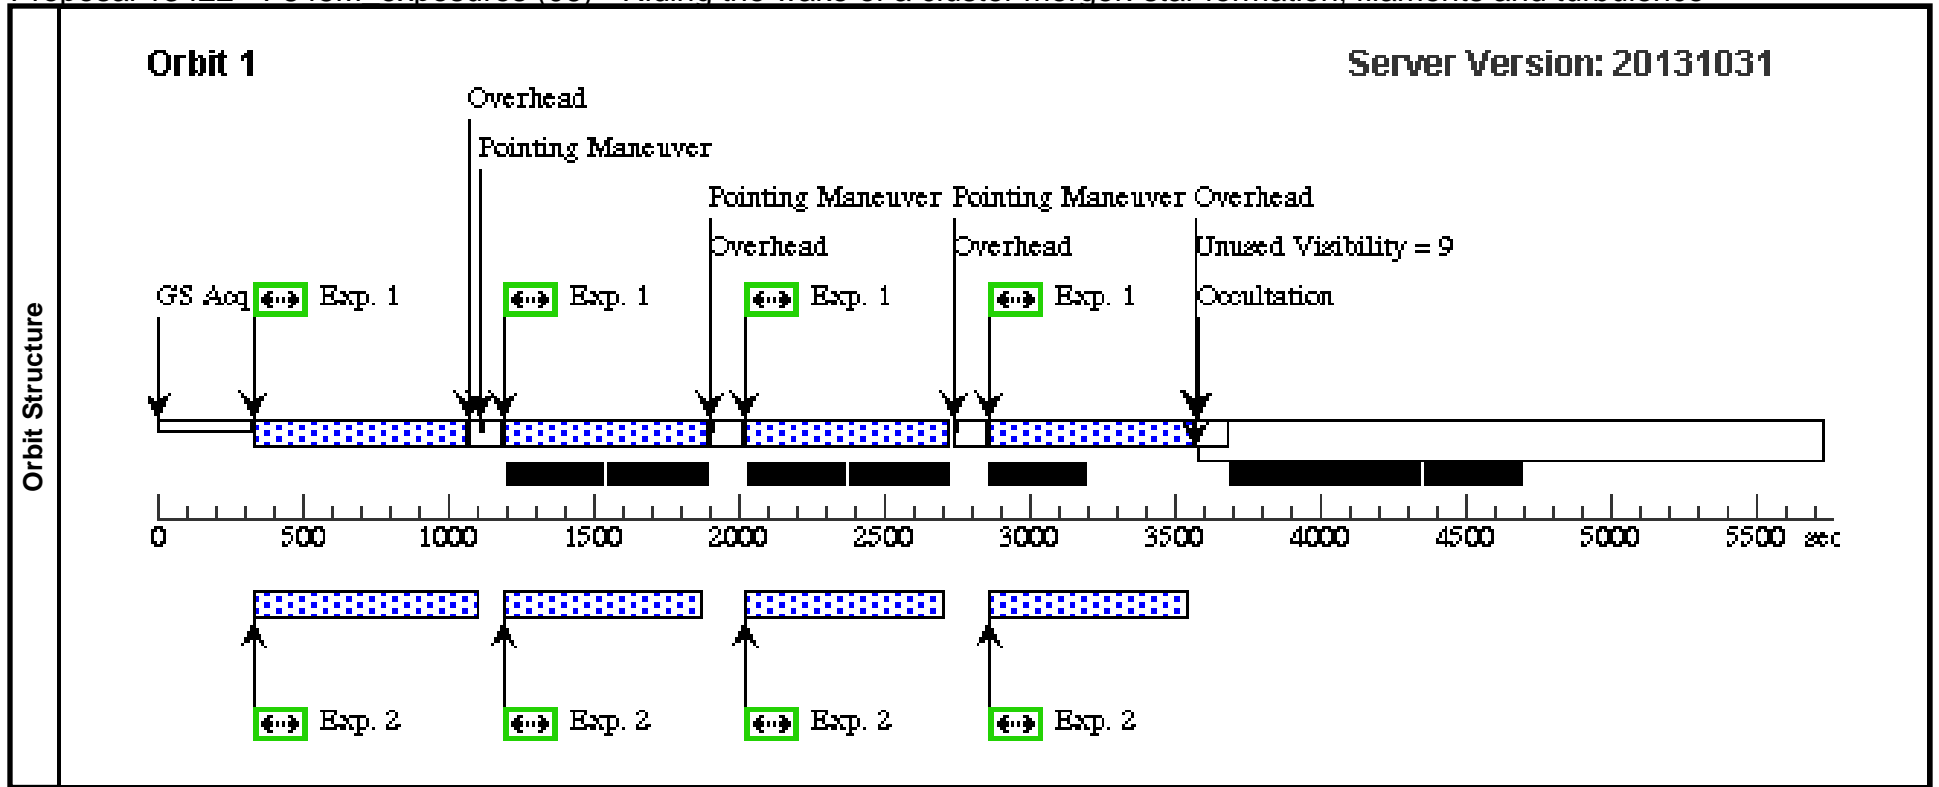 Orbit 1
Server Version: 20131031
Overhead
Pointing Maneuver
Pointing Maneuver Pointing Maneuver Overhead
Overhead Overhead Unused Visibility = 9
GS Acq Exp. 1 Exp. 1 Exp. 1 Exp. 1 Occultation
Orbit Structure
0 500 1000 1500 2000 2500 3000 3500 4000 4500 5000 5500 sec
Exp. 2 Exp. 2 Exp. 2 Exp. 2